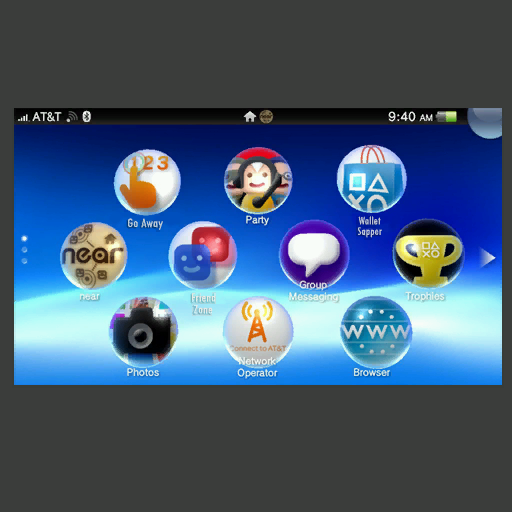 AT&T
9:40 AM
123
Go Away
Party
Wallet
Sapper
near
near
Friend
Zone
Group
Messaging
Trophies
Photos
Connect to AT&T
Network
Operator
WWW
Browser